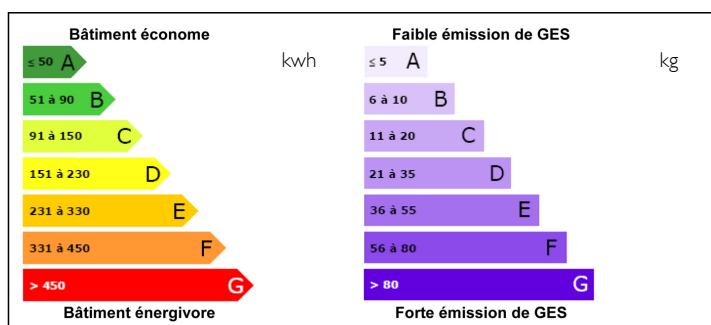 Bâtiment économe
kwh
≤ 50 A
51 à 90 B
91 à 150 C
151 à 230 D
231 à 330 E
331 à 450 F
> 450 G
Bâtiment énergivore
Faible émission de GES
kg
≤ 5 A
6 à 10 B
11 à 20 C
21 à 35 D
36 à 55 E
56 à 80 F
> 80 G
Forte émission de GES